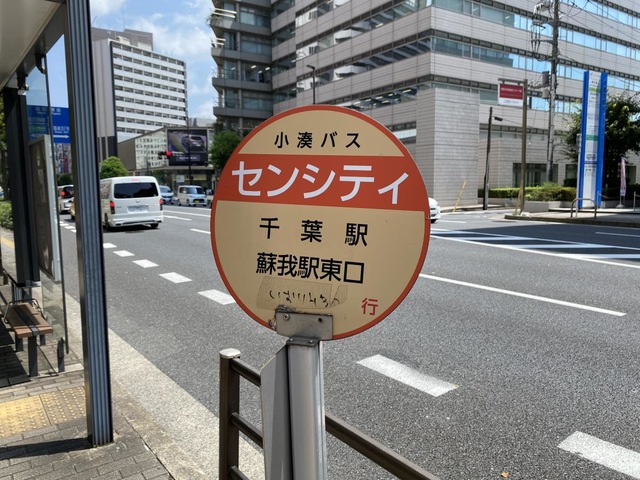 小湊バス
センシティ
千葉駅
蘇我駅東口
行